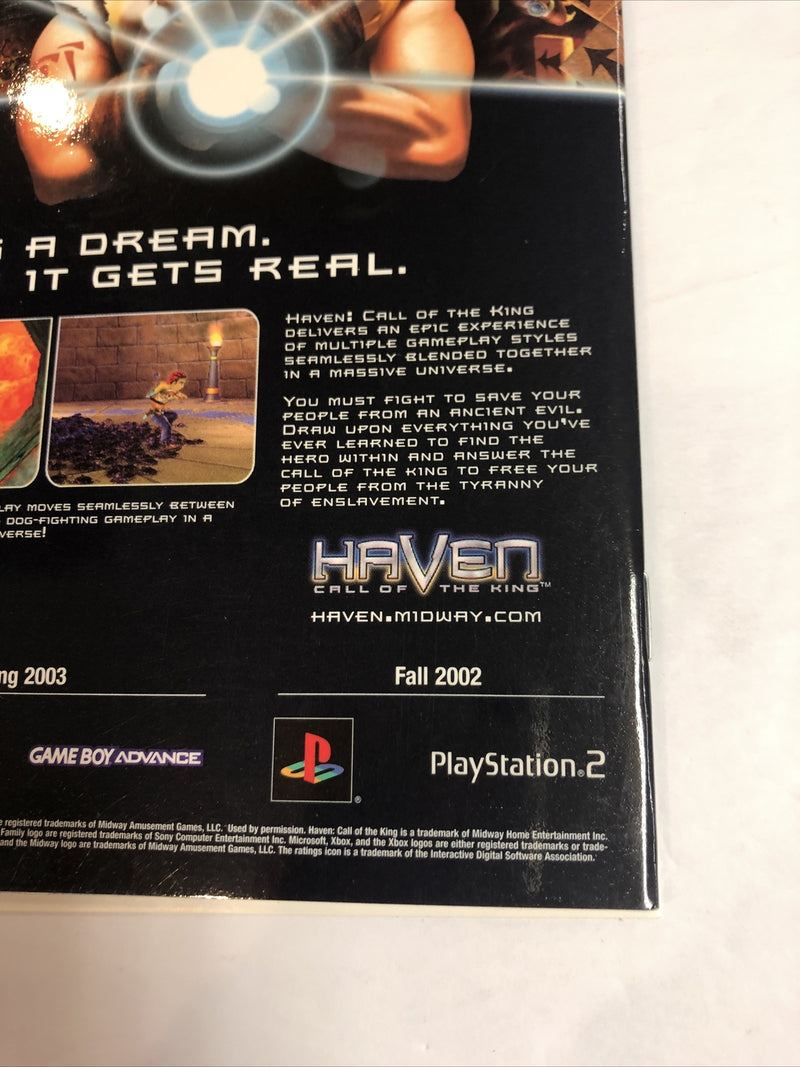 A DREAM.
IT GETS REAL.
HAVEN: CALL OF THE KING
DELIVERS AN EPIC EXPERIENCE
OF MULTIPLE GAMEPLAY STYLES
SEAMLESSLY BLENDED TOGETHER
IN A MASSIVE UNIVERSE.
YOU MUST FIGHT TO SAVE YOUR
PEOPLE FROM AN ANCIENT EVIL.
DRAW UPON EVERYTHING YOU'VE
EVER LEARNED TO FIND THE
HERO WITHIN AND ANSWER THE
CALL OF THE KING TO FREE YOUR
PEOPLE FROM THE TYRANNY
OF ENSLAVEMENT.
LAY MOVES SEAMLESSLY BETWEEN
DOG-FIGHTING GAMEPLAY IN A
VERSE!
HAVEN
CALL OF THE KING™
HAVEN.MIDWAY.COM
ng 2003
Fall 2002
GAME BOY ADVANCE
®
PlayStation®2
e registered trademarks of Midway Amusement Games, LLC. Used by permission. Haven: Call of the King is a trademark of Midway Home Entertainment Inc.
Family logo are registered trademarks of Sony Computer Entertainment Inc. Microsoft, Xbox, and the Xbox logos are either registered trademarks or trade-
and the Midway logo are trademarks of Midway Amusement Games, LLC. The ratings icon is a trademark of the Interactive Digital Software Association.